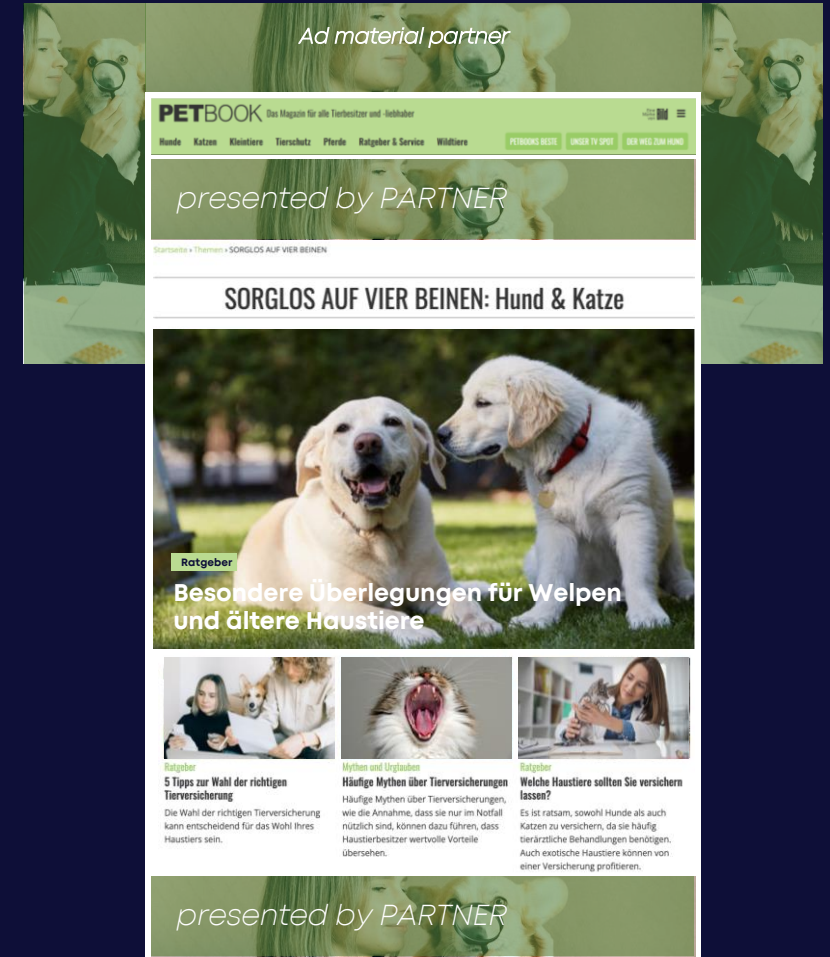 Ad material partner
PETBOOK Das Magazin für alle Tierbesitzer und -liebhaber
Hunde Katzen Kleintiere Tierschutz Pferde Ratgeber & Service Wildtiere PETBOOKS BESTE UNSER TV SPOT DER WEG ZUM HUND
presented by PARTNER
Startseite » Themen » SORGLOS AUF VIER BEINEN
SORGLOS AUF VIER BEINEN: Hund & Katze
Ratgeber
Besondere Überlegungen für Welpen
und ältere Haustiere
Ratgeber
5 Tipps zur Wahl der richtigen
Tierversicherung
Die Wahl der richtigen Tierversicherung
kann entscheidend für das Wohl Ihres
Haustiers sein.
Mythen und Urglauben
Häufige Mythen über Tierversicherungen
Häufige Mythen über Tierversicherungen,
wie die Annahme, dass sie nur im Notfall
nützlich sind, können dazu führen, dass
Haustierbesitzer wertvolle Vorteile
übersehen.
Ratgeber
Welche Haustiere sollten Sie versichern
lassen?
Es ist ratsam, sowohl Hunde als auch
Katzen zu versichern, da sie häufig
tierärztliche Behandlungen benötigen.
Auch exotische Haustiere können von
einer Versicherung profitieren.
presented by PARTNER